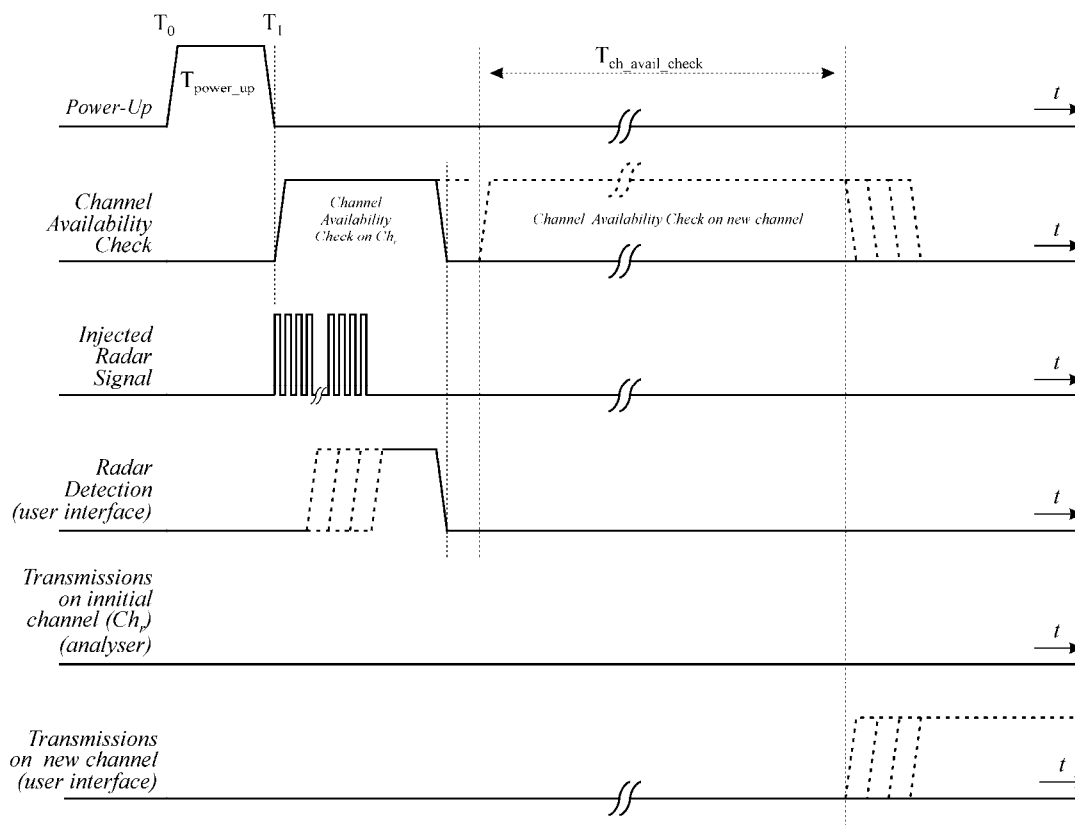 T0 T1
Tch_avail_check
Tpower_up
Power-Up
t
Channel
Availability
Check
Channel
Availability
Check on Chr
Channel Availability Check on new channel
t
Injected
Radar
Signal
t
Radar
Detection
(user interface)
t
Transmissions
on innitial
channel (Chr)
(analyser)
t
Transmissions
on new channel
(user interface)
t